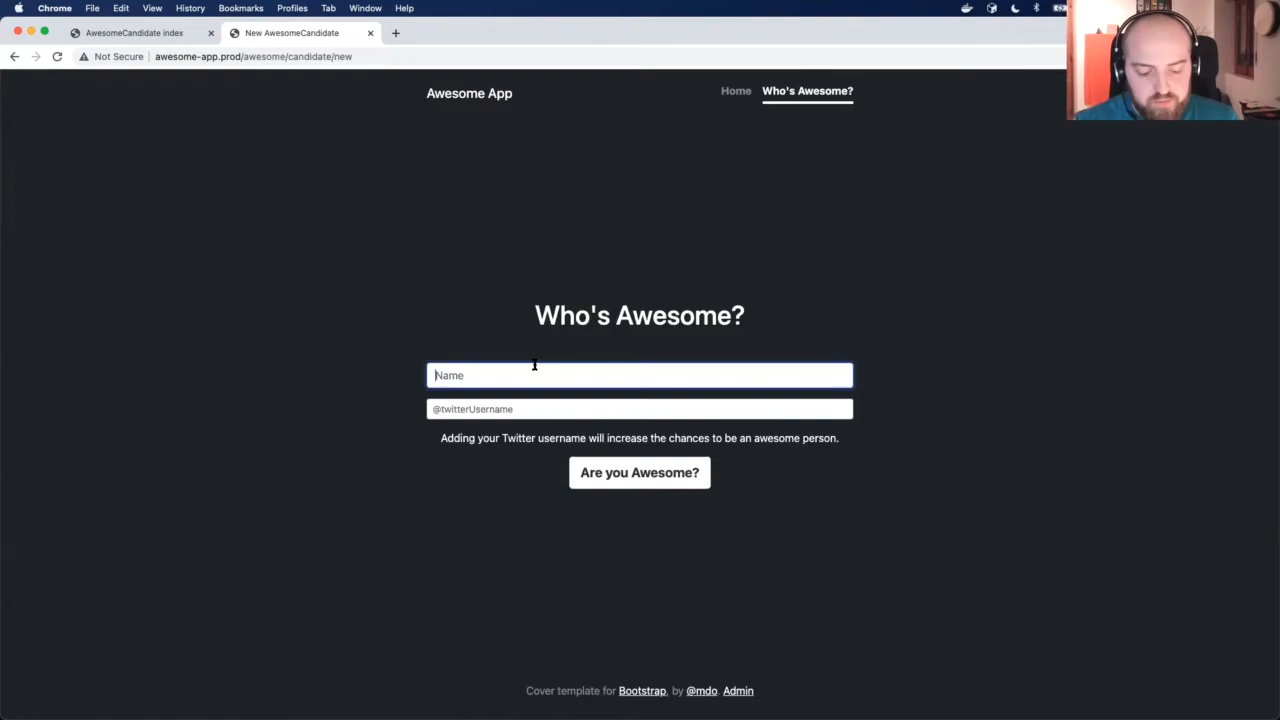 Chrome File Edit View History Bookmarks Profiles Tab Window Help
AwesomeCandidate index
New AwesomeCandidate
Not Secure awesome-app.prod/awesome/candidate/new
Awesome App
Home Who's Awesome?
Who's Awesome?
Name
@twitterUsername
Adding your Twitter username will increase the chances to be an awesome person.
Are you Awesome?
Cover template for Bootstrap, by @mdo. Admin